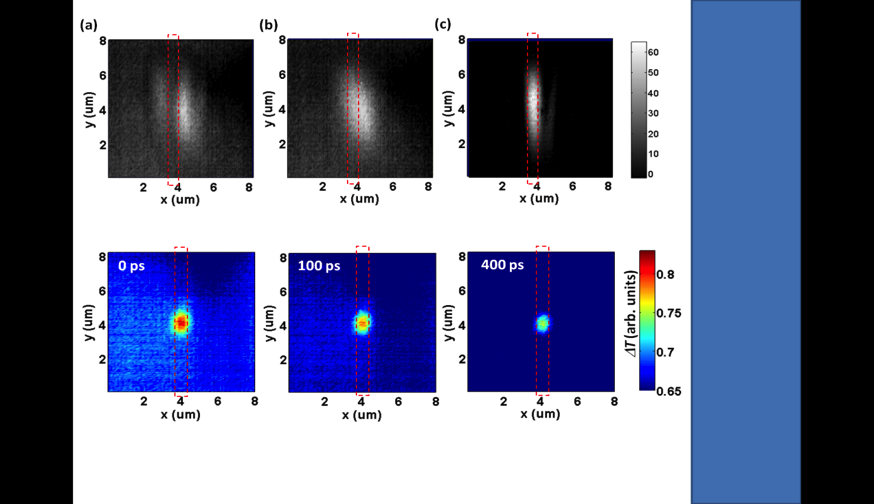 (a) (b) (c)
8 8 8
6 6 6
4 4 4
2 2 2
y (um) y (um) y (um)
2 4 6 8 2 4 6 8 2 4 6 8
x (um) x (um) x (um)
60
50
40
30
20
10
0
0 ps 100 ps 400 ps
8 8 8
6 6 6
4 4 4
2 2 2
y (um) y (um) y (um)
2 4 6 8 2 4 6 8 2 4 6 8
x (um) x (um) x (um)
0.8
0.75
0.7
0.65
ΔT (arb. units)